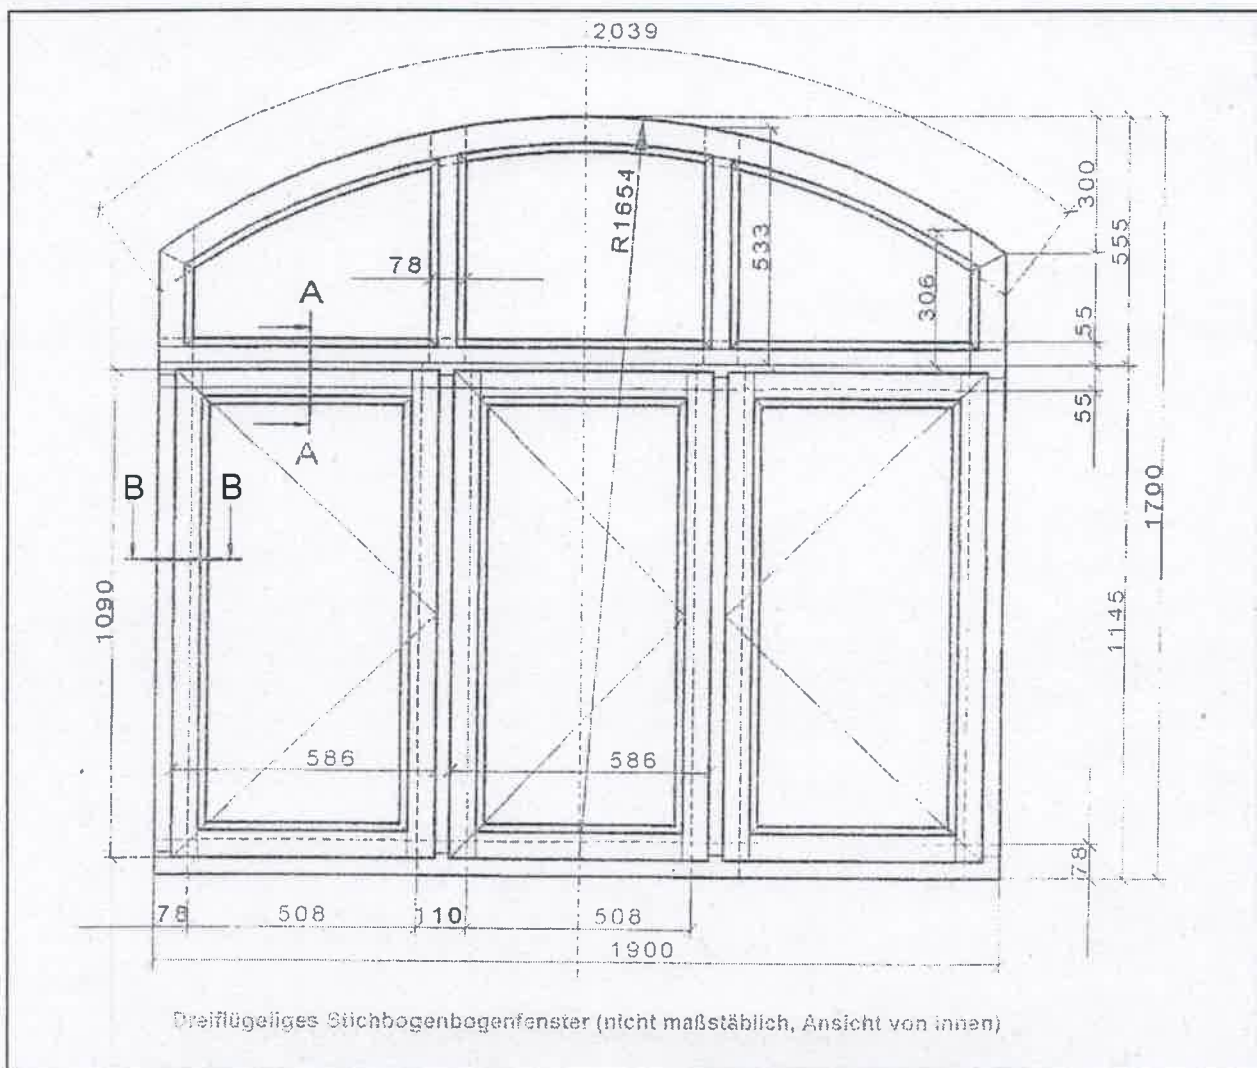 2039
R1654
300
555
533
78
306
A
55
55
A
B B
1700
1090
1145
586 586
78
78 508 110 508
1900
Dreiflügeliges Stichbogenbogenfenster (nicht maßstäblich, Ansicht von innen)